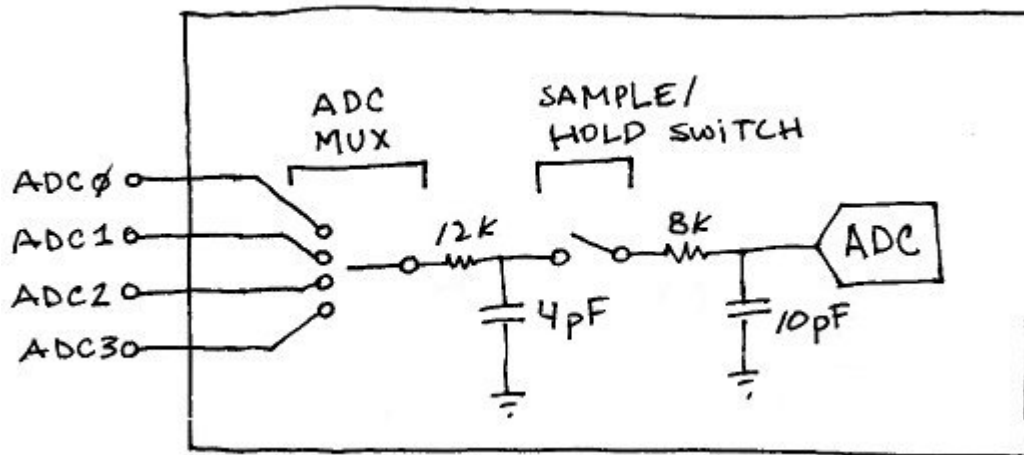 ADC
MUX
SAMPLE/
HOLD SWiTCH
ADCØ
ADC1
ADC2
ADC3
12K
8K
ADC
4pF
10pF